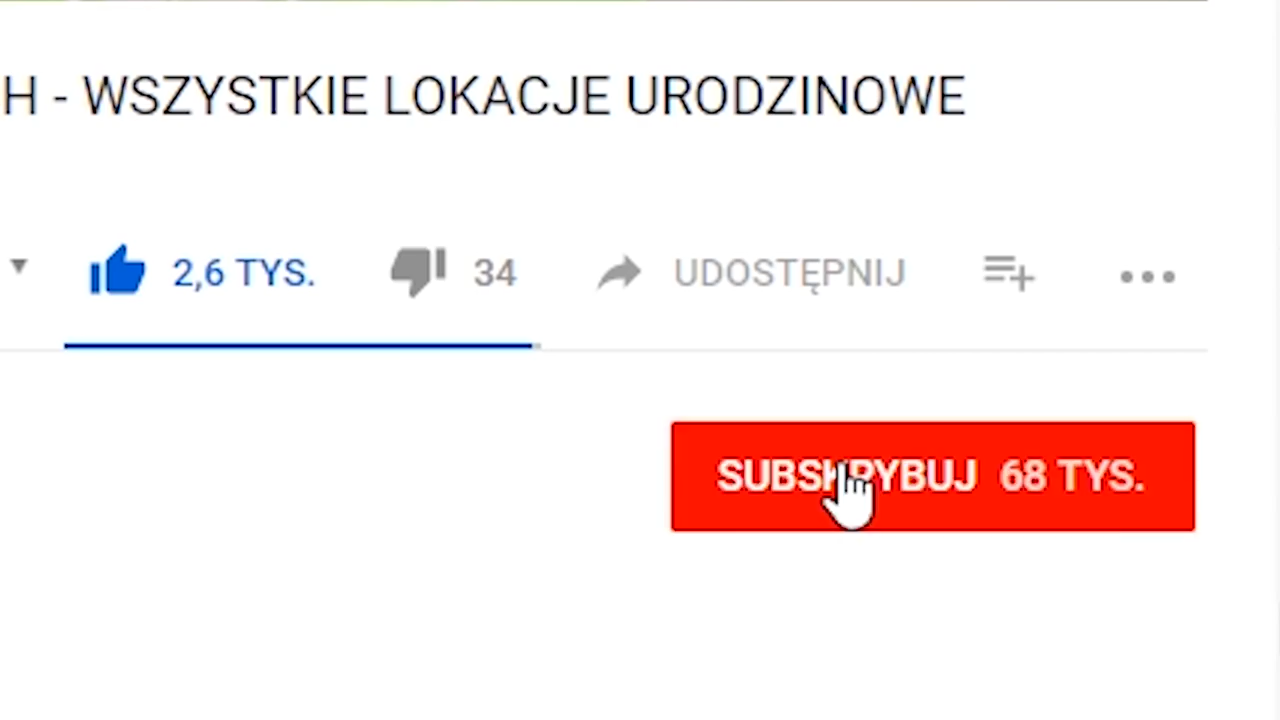 H - WSZYSTKIE LOKACJE URODZINOWE
2,6 TYS. 34 UDOSTĘPNIJ
SUBSKRYBUJ 68 TYS.